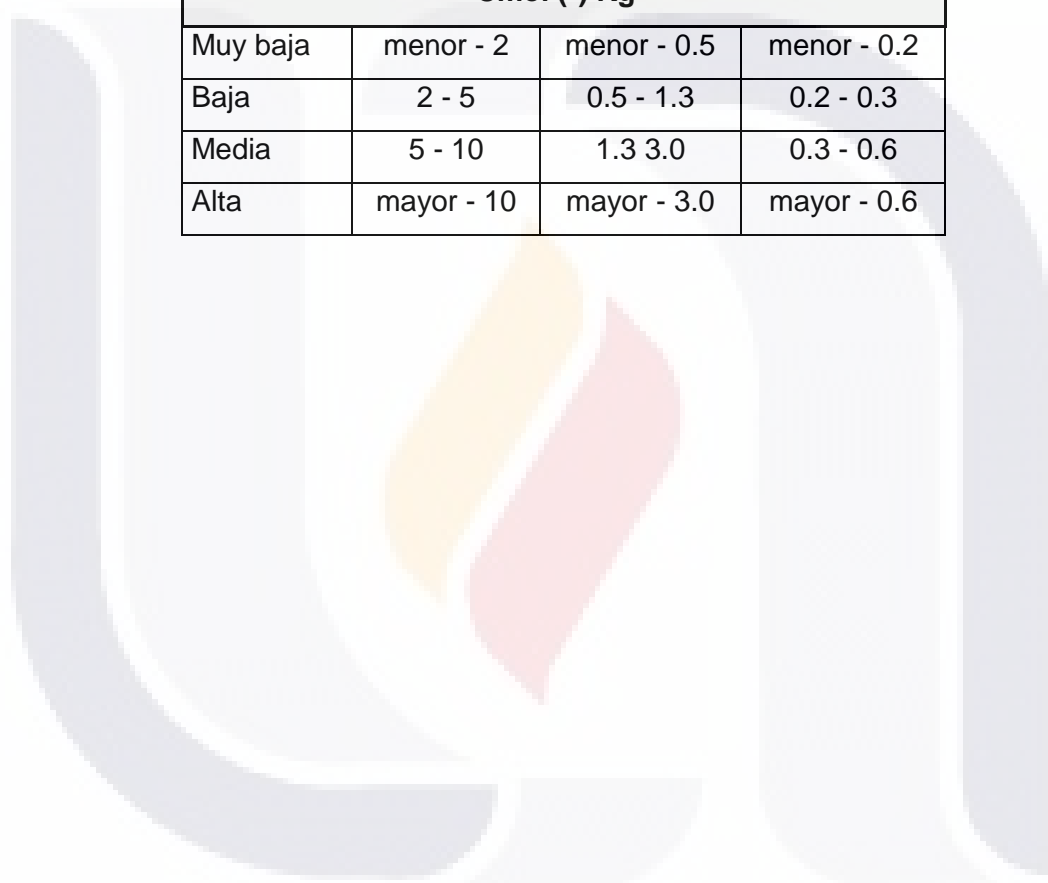 Muy baja menor - 2 menor - 0.5 menor - 0.2
Baja 2 - 5 0.5 - 1.3 0.2 - 0.3
Media 5 - 10 1.3 3.0 0.3 - 0.6
Alta mayor - 10 mayor - 3.0 mayor - 0.6